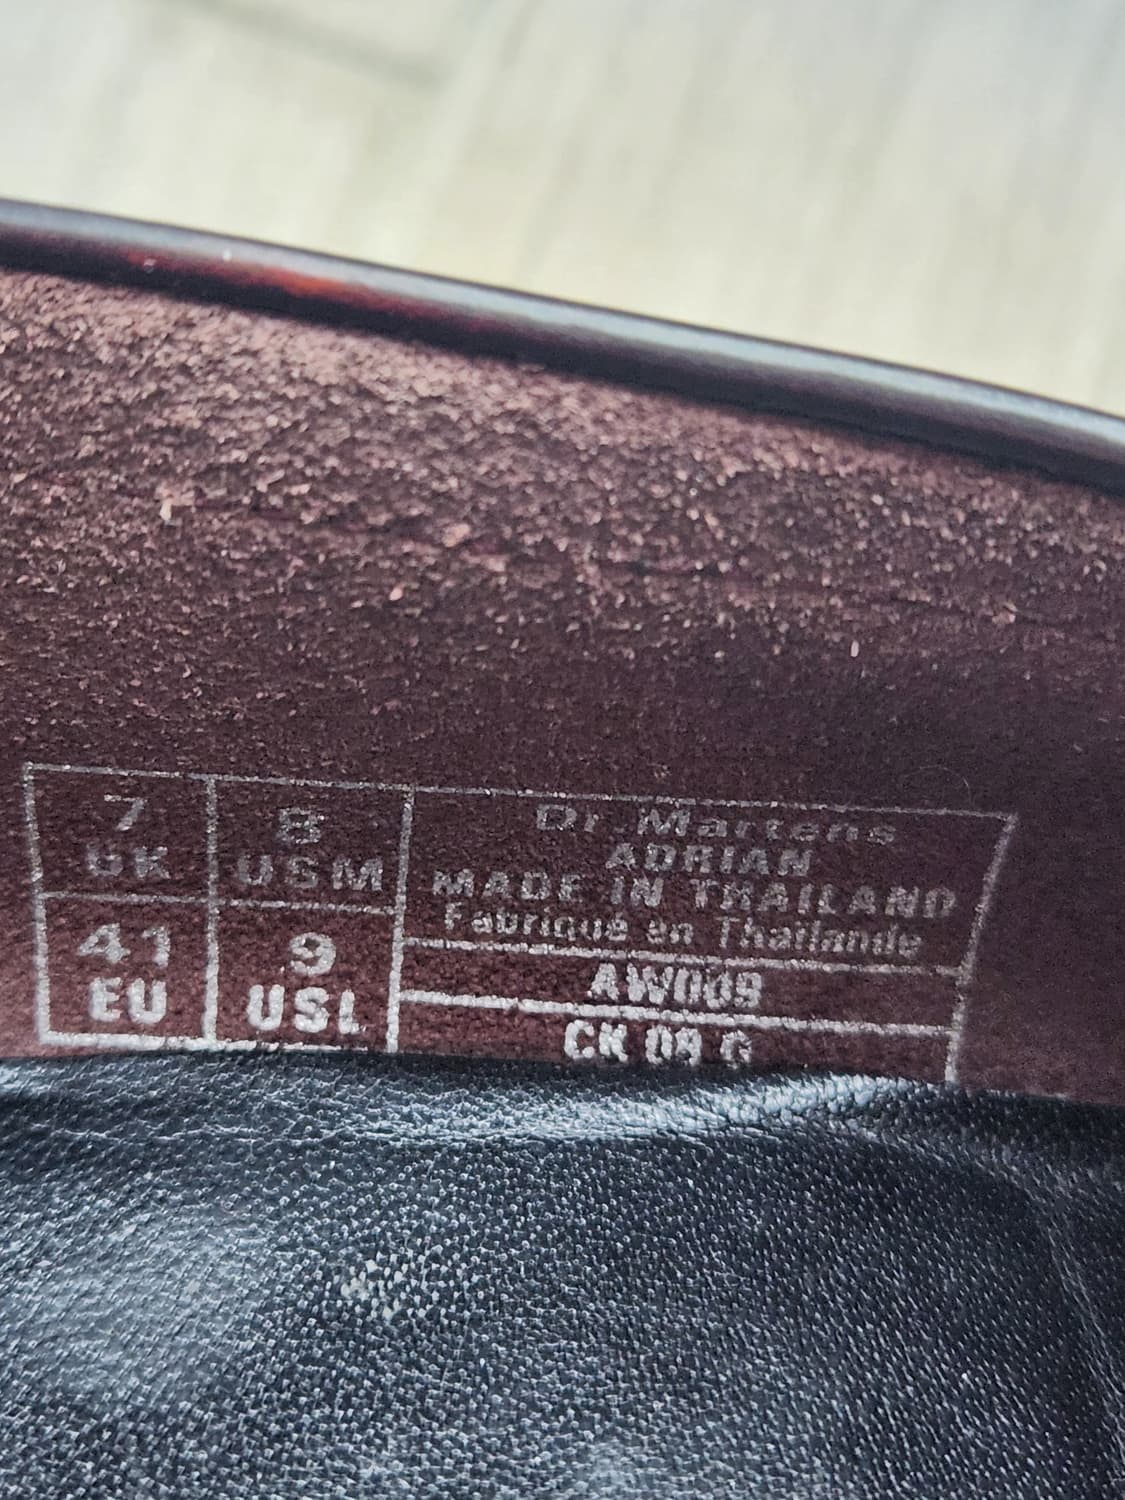 7
UK
8
USM
41
EU
9
USL
Dr. Martens
ADRIAN
MADE IN THAILAND
Fabriqué en Thaïlande
AW009
CK 09 G